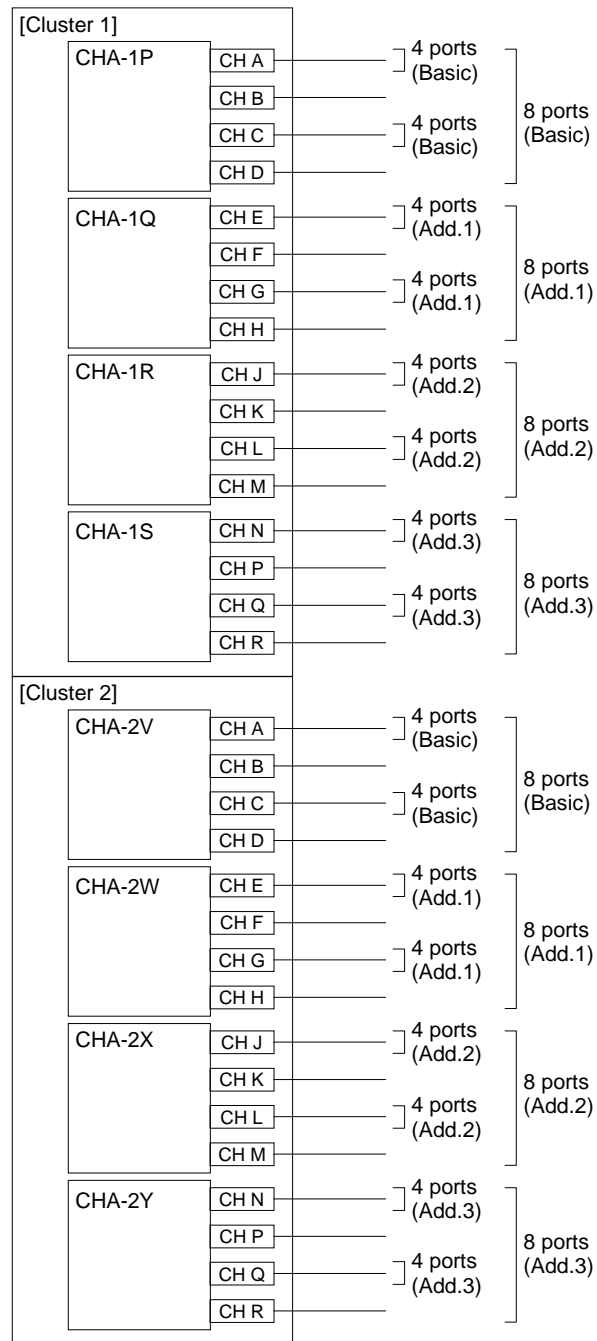 [Cluster 1]
CHA-1P
CH A
4 ports
(Basic)
CH B
CH C
4 ports
(Basic)
CH D
8 ports
(Basic)
CHA-1Q
CH E
4 ports
(Add.1)
CH F
CH G
4 ports
(Add.1)
CH H
8 ports
(Add.1)
CHA-1R
CH J
4 ports
(Add.2)
CH K
CH L
4 ports
(Add.2)
CH M
8 ports
(Add.2)
CHA-1S
CH N
4 ports
(Add.3)
CH P
CH Q
4 ports
(Add.3)
CH R
8 ports
(Add.3)
[Cluster 2]
CHA-2V
CH A
4 ports
(Basic)
CH B
CH C
4 ports
(Basic)
CH D
8 ports
(Basic)
CHA-2W
CH E
4 ports
(Add.1)
CH F
CH G
4 ports
(Add.1)
CH H
8 ports
(Add.1)
CHA-2X
CH J
4 ports
(Add.2)
CH K
CH L
4 ports
(Add.2)
CH M
8 ports
(Add.2)
CHA-2Y
CH N
4 ports
(Add.3)
CH P
CH Q
4 ports
(Add.3)
CH R
8 ports
(Add.3)